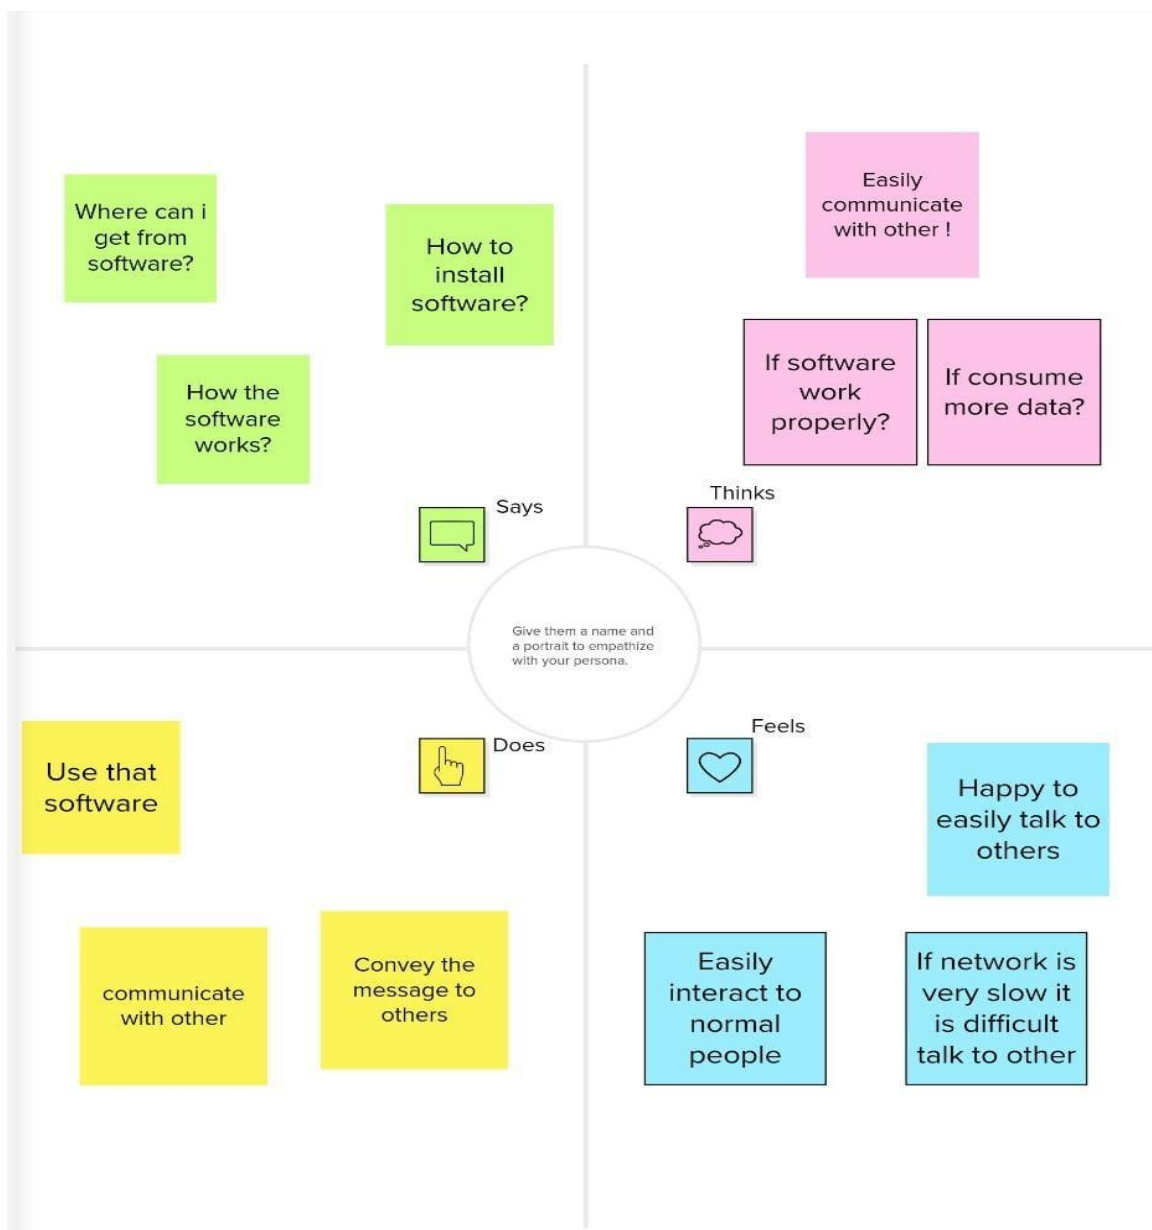 Where can i
get from
software?
How to
install
software?
How the
software
works?
Says
Easily
communicate
with other !
If software
work
properly?
If consume
more data?
Thinks
Give them a name and
a portrait to empathize
with your persona.
Does
Use that
software
communicate
with other
Convey the
message to
others
Feels
Happy to
easily talk to
others
Easily
interact to
normal
people
If network is
very slow it
is difficult
talk to other